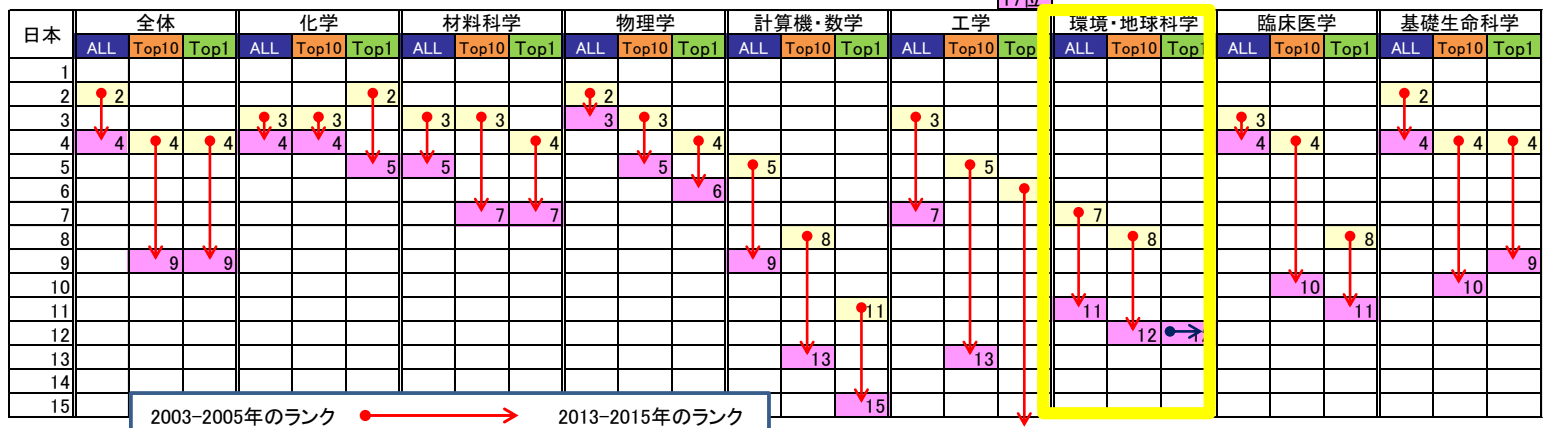 17位
日本 全体 化学 材料科学 物理学 計算機・数学 工学 環境・地球科学 臨床医学 基礎生命科学
ALL Top10 Top1 ALL Top10 Top1 ALL Top10 Top1 ALL Top10 Top1 ALL Top10 Top1 ALL Top10 ALL Top10 Top1 ALL Top10 Top1 ALL Top10 Top1
1
2 2 2 2 2
3 3 3 3 3 3 3 3 3
4 4 4 4 4 4 4 4 4 4 4 4 4
5 5 5 5 5 5
6 6
7 7 7 7 7
8 8 8 8
9 9 9 9 9
10 10 10
11 11 11 11
12 12
13 13 13
14
15 15
2003-2005年のランク 2013-2015年のランク